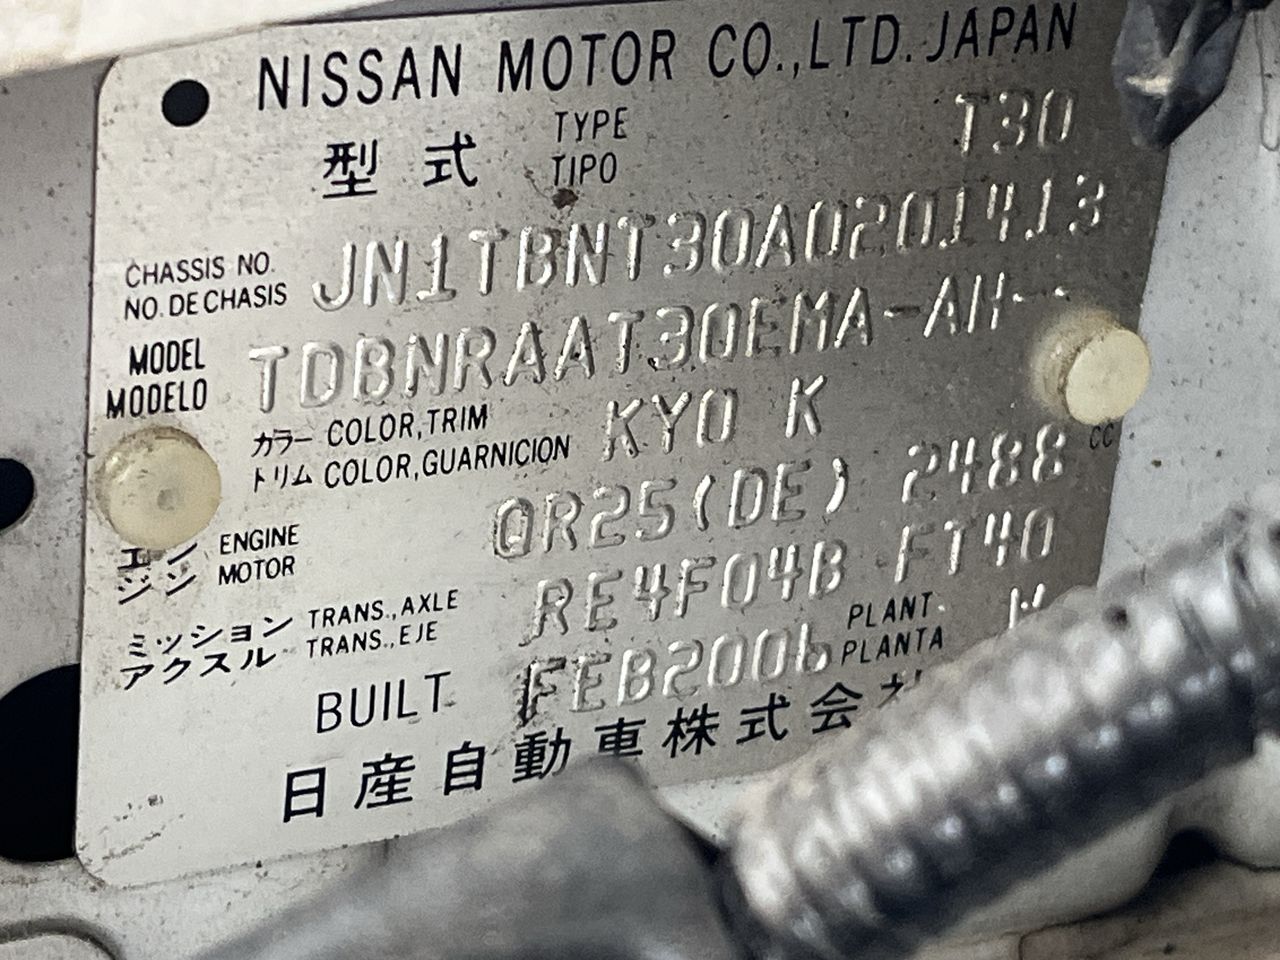 NISSAN MOTOR CO.,LTD. JAPAN
型式 TYPE TIPO T30
CHASSIS NO. NO. DE CHASIS JN1TBNT30A0201413
MODEL MODELO TDBNRAAT30EMA-AH--
カラー COLOR,TRIM
トリム COLOR,GUARNICION KY0 K
エンジン ENGINE MOTOR QR25(DE) 2488 CC
ミッション TRANS.,AXLE RE4F04B FT40
アクスル TRANS.,EJE
BUILT FEB2006 PLANT PLANTA
日産自動車株式会社